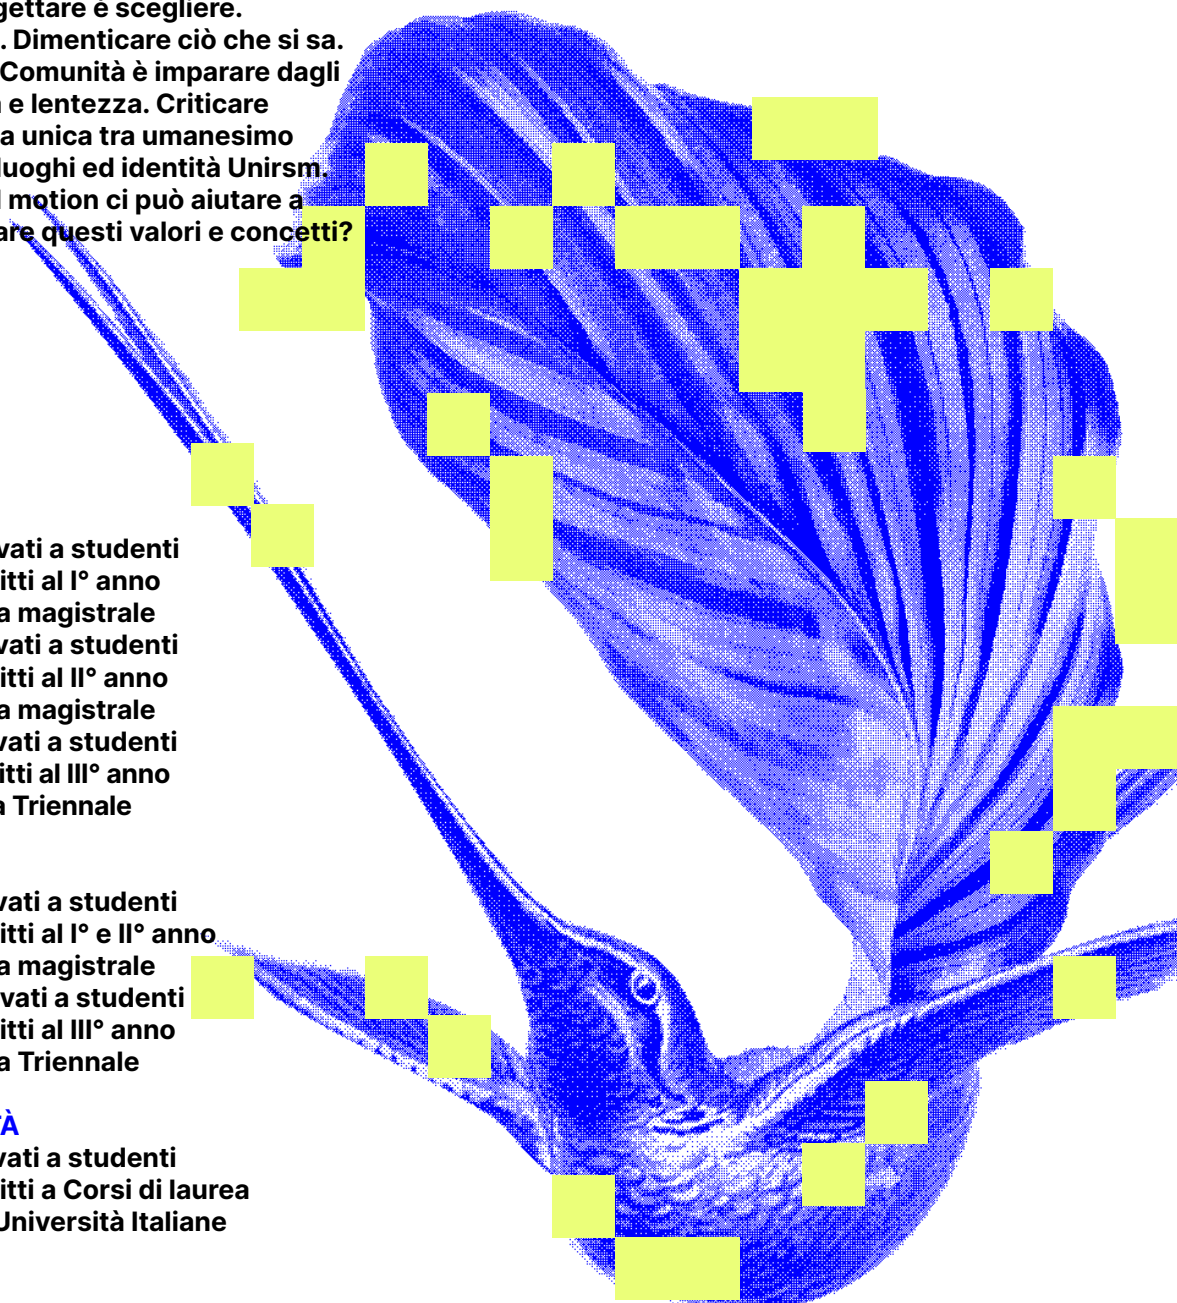 gettare è scegliere.
. Dimenticare ciò che si sa.
Comunità è imparare dagli
e lentezza. Criticare
a unica tra umanesimo
luoghi ed identità Unirsm.
motion ci può aiutare a
are questi valori e concetti?
vati a studenti
itti al I° anno
a magistrale
vati a studenti
itti al II° anno
a magistrale
vati a studenti
itti al III° anno
a Triennale
vati a studenti
itti al I° e II° anno
a magistrale
vati a studenti
itti al III° anno
a Triennale
TÀ
vati a studenti
itti a Corsi di laurea
Università Italiane